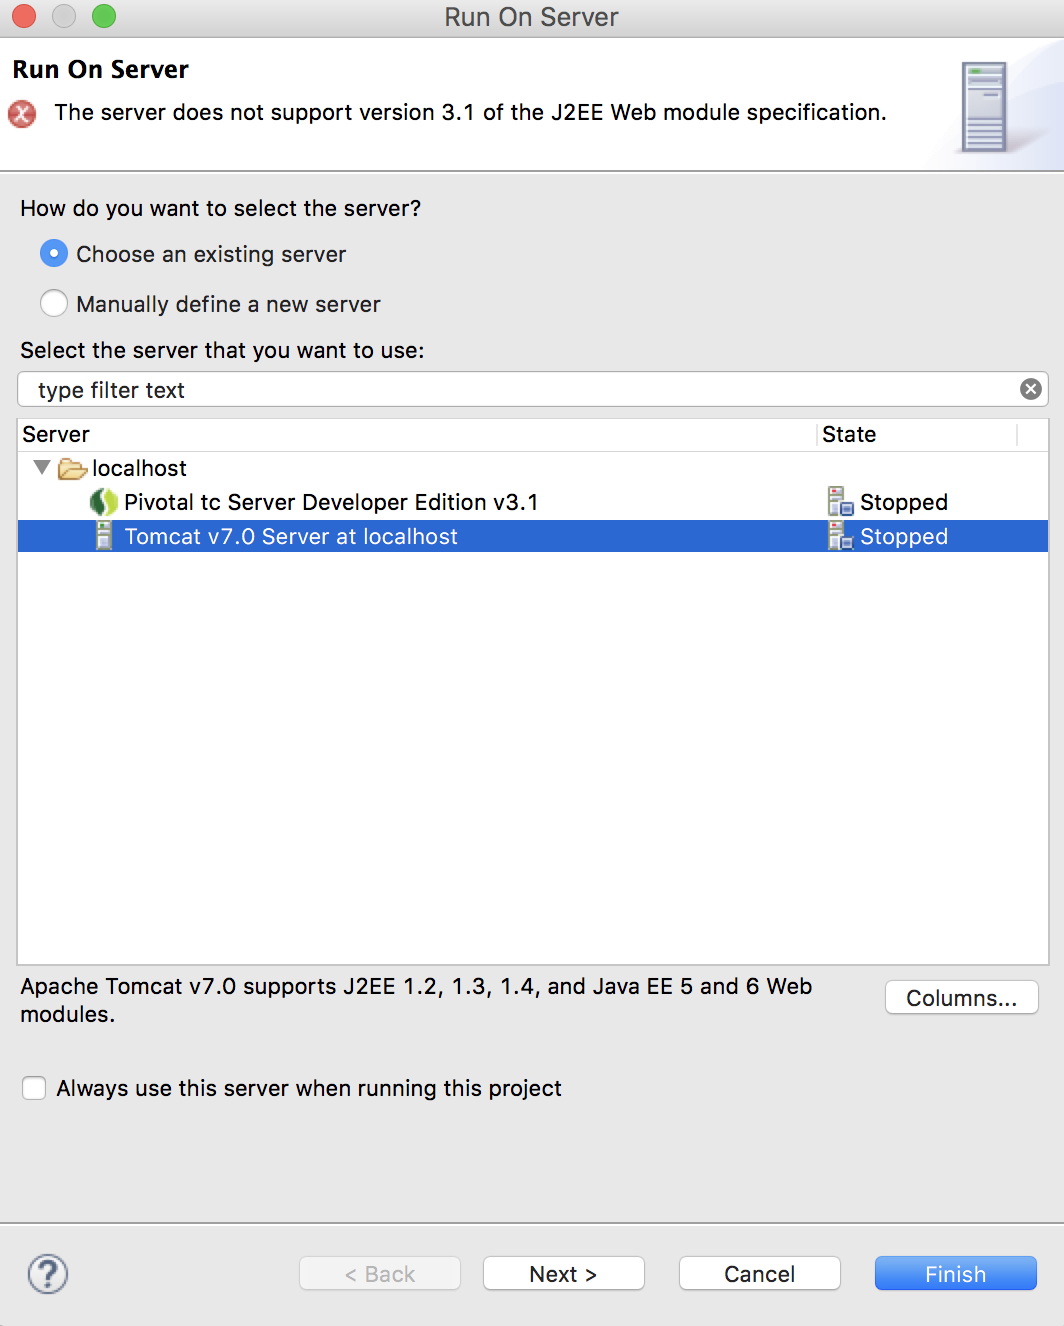 Run On Server
Run On Server
The server does not support version 3.1 of the J2EE Web module specification.
How do you want to select the server?
Choose an existing server
Manually define a new server
Select the server that you want to use:
type filter text
Server State
localhost
Pivotal tc Server Developer Edition v3.1 Stopped
Tomcat v7.0 Server at localhost Stopped
Apache Tomcat v7.0 supports J2EE 1.2, 1.3, 1.4, and Java EE 5 and 6 Web
modules.
Columns...
Always use this server when running this project
? < Back Next > Cancel Finish